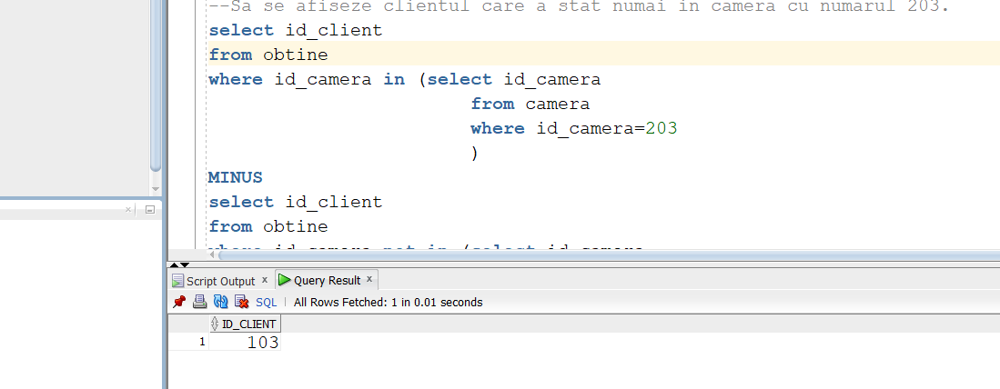 --Sa se afiseze clientul care a stat numai in camera cu numarul 203.
select id_client
from obtine
where id_camera in (select id_camera
from camera
where id_camera=203
)
MINUS
select id_client
from obtine
where id_camera not in (select id_camera
Script Output x Query Result x
SQL | All Rows Fetched: 1 in 0.01 seconds
ID_CLIENT
1 103